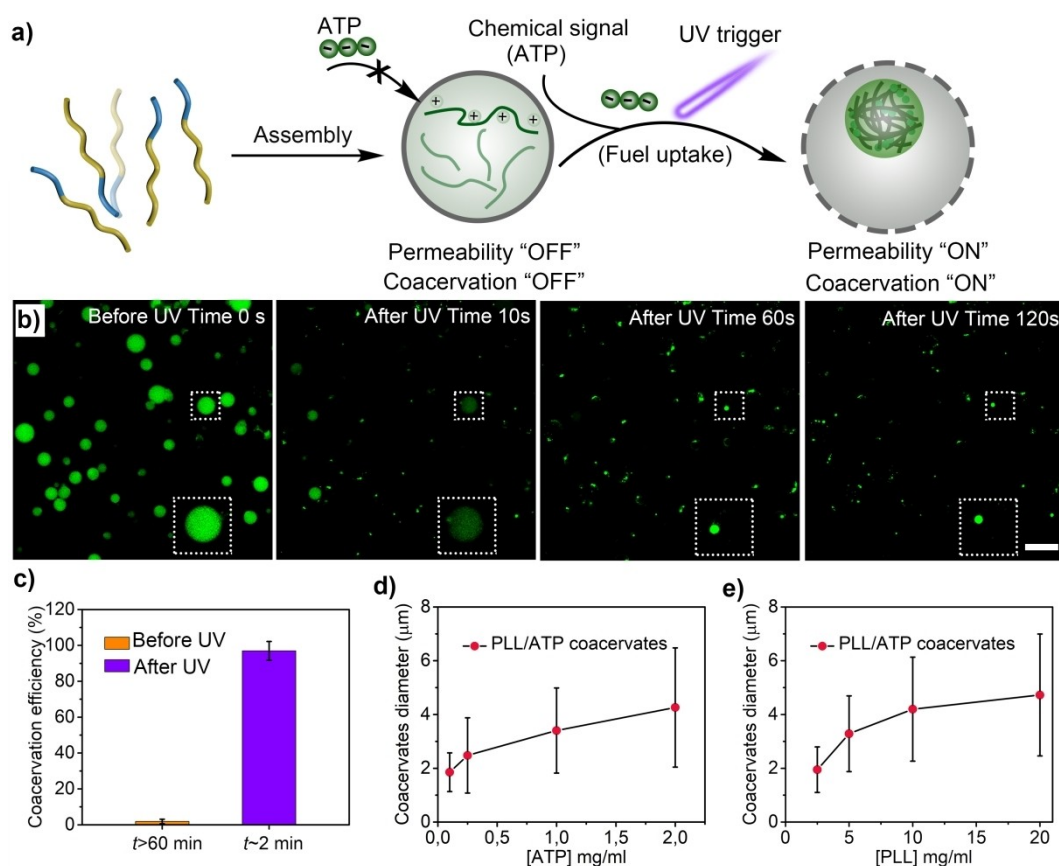 a)
ATP
Chemical signal
(ATP)
UV trigger
Assembly
(Fuel uptake)
Permeability “OFF”
Coacervation “OFF”
Permeability “ON”
Coacervation “ON”
b)
Before UV Time 0 s
After UV Time 10s
After UV Time 60s
After UV Time 120s
c)
Coacervation efficiency (%)
120
100
80
60
40
20
0
Before UV
After UV
t>60 min
t~2 min
d)
Coacervates diameter (μm)
8
6
4
2
0
PLL/ATP coacervates
0,0 0,5 1,0 1,5 2,0
[ATP] mg/ml
e)
Coacervates diameter (μm)
8
6
4
2
0
PLL/ATP coacervates
0 5 10 15 20
[PLL] mg/ml